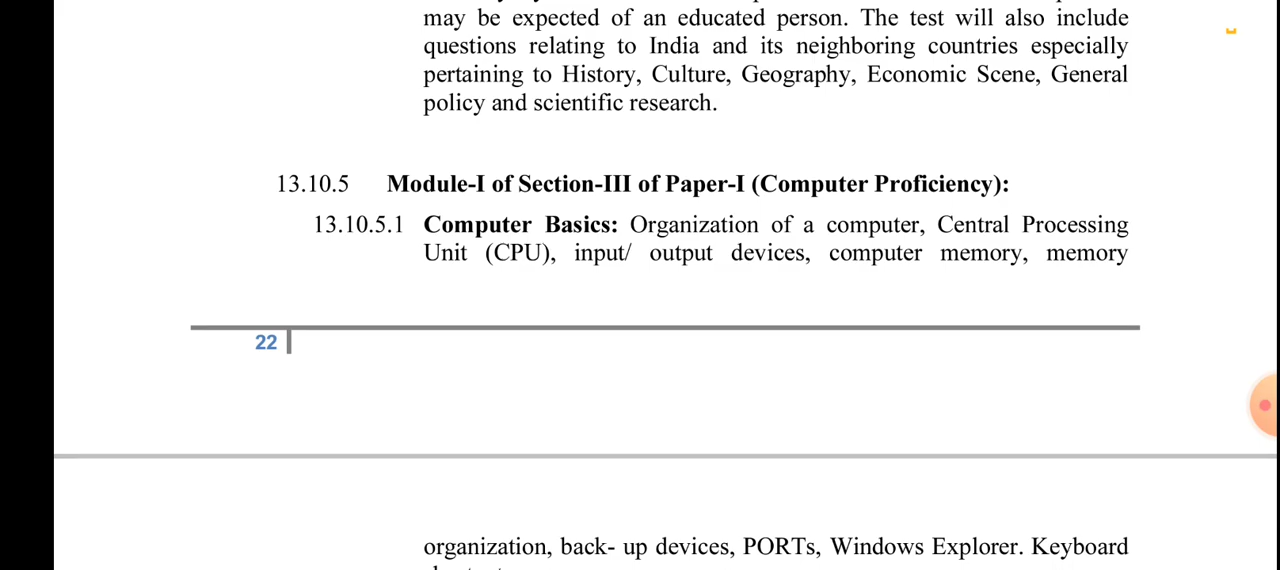 may be expected of an educated person. The test will also include
questions relating to India and its neighboring countries especially
pertaining to History, Culture, Geography, Economic Scene, General
policy and scientific research.
13.10.5 Module-I of Section-III of Paper-I (Computer Proficiency):
13.10.5.1 Computer Basics: Organization of a computer, Central Processing
Unit (CPU), input/ output devices, computer memory, memory
22
organization, back- up devices, PORTs, Windows Explorer. Keyboard